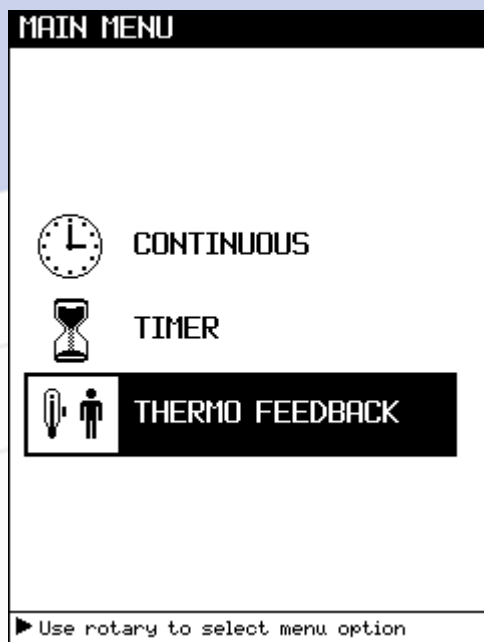 MAIN MENU
CONTINUOUS
TIMER
THERMO FEEDBACK
Use rotary to select menu option